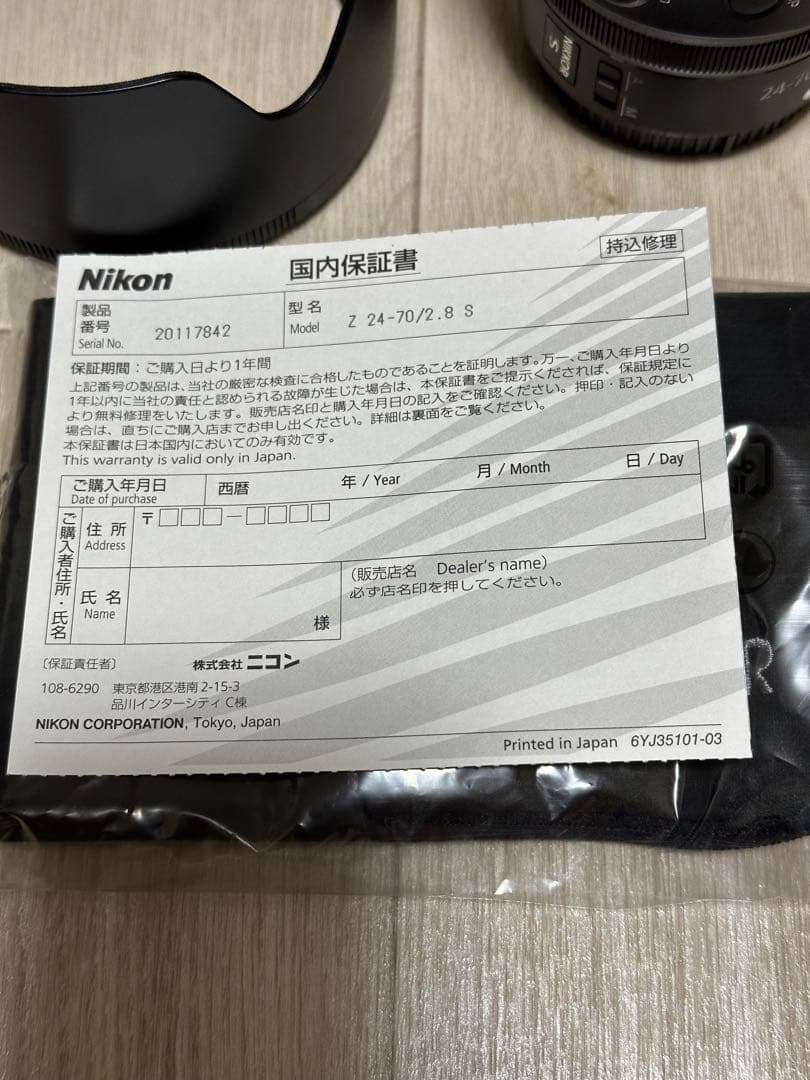 NIKKOR
S
A
M
24-7
Nikon
国内保証書
持込修理
製品
番号
Serial No.
20117842
型名
Model
Z 24-70/2.8 S
保証期間：ご購入日より1年間
上記番号の製品は、当社の厳密な検査に合格したものであることを証明します。万一、ご購入年月日より
1年以内に当社の責任と認められる故障が生じた場合は、本保証書をご提示くだされば、保証規定に
より無料修理をいたします。販売店名印と購入年月日の記入をご確認ください。押印・記入のない
場合は、直ちにご購入店までお申し出ください。詳細は裏面をご覧ください。
本保証書は日本国内においてのみ有効です。
This warranty is valid only in Japan.
ご購入年月日
Date of purchase
西暦 年 / Year 月 / Month 日 / Day
ご購入者住所・氏名
住所
Address
〒□□□－□□□□
氏名
Name
様
（販売店名 Dealer's name）
必ず店名印を押してください。
〔保証責任者〕 株式会社 ニコン
108-6290 東京都港区港南 2-15-3
品川インターシティ C棟
NIKON CORPORATION, Tokyo, Japan
Printed in Japan 6YJ35101-03
R